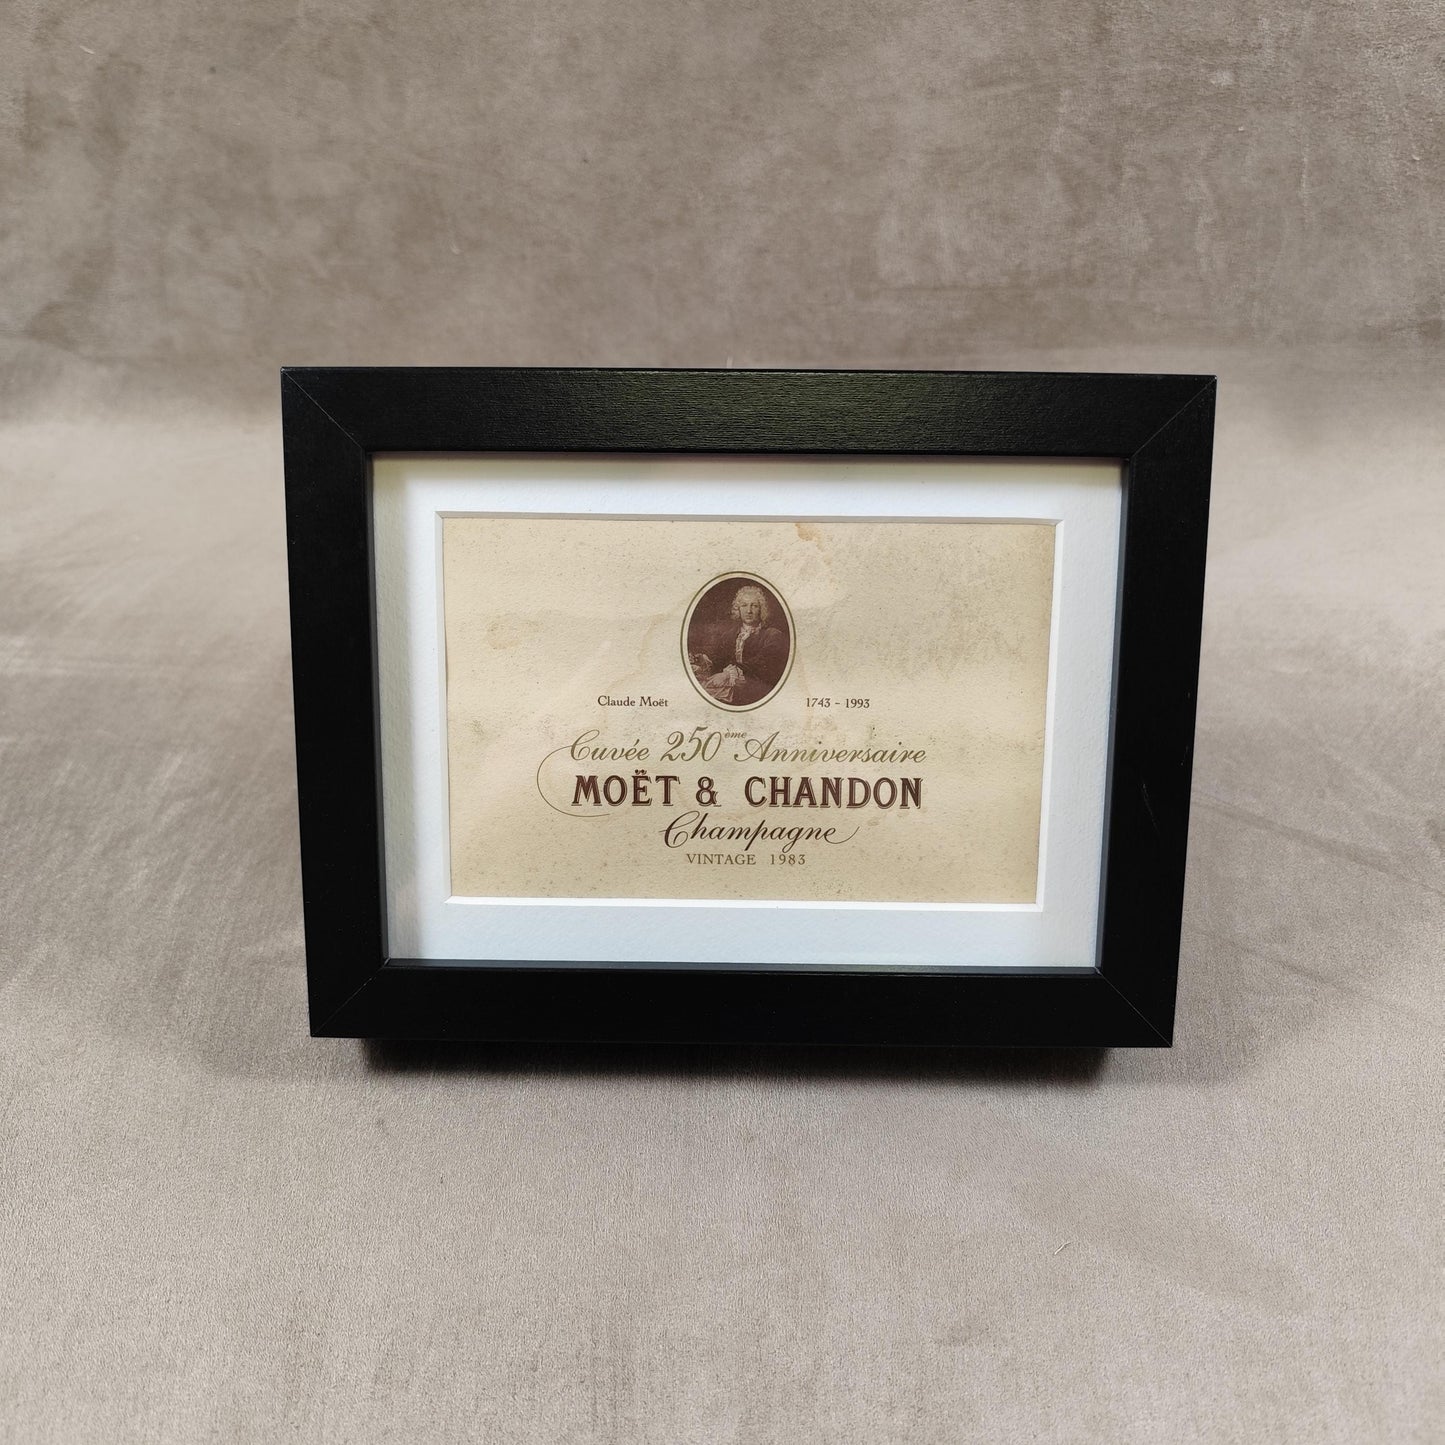 Claude Moët 1743 - 1993
Cuvée 250ème Anniversaire
MOËT & CHANDON
Champagne
VINTAGE 1983